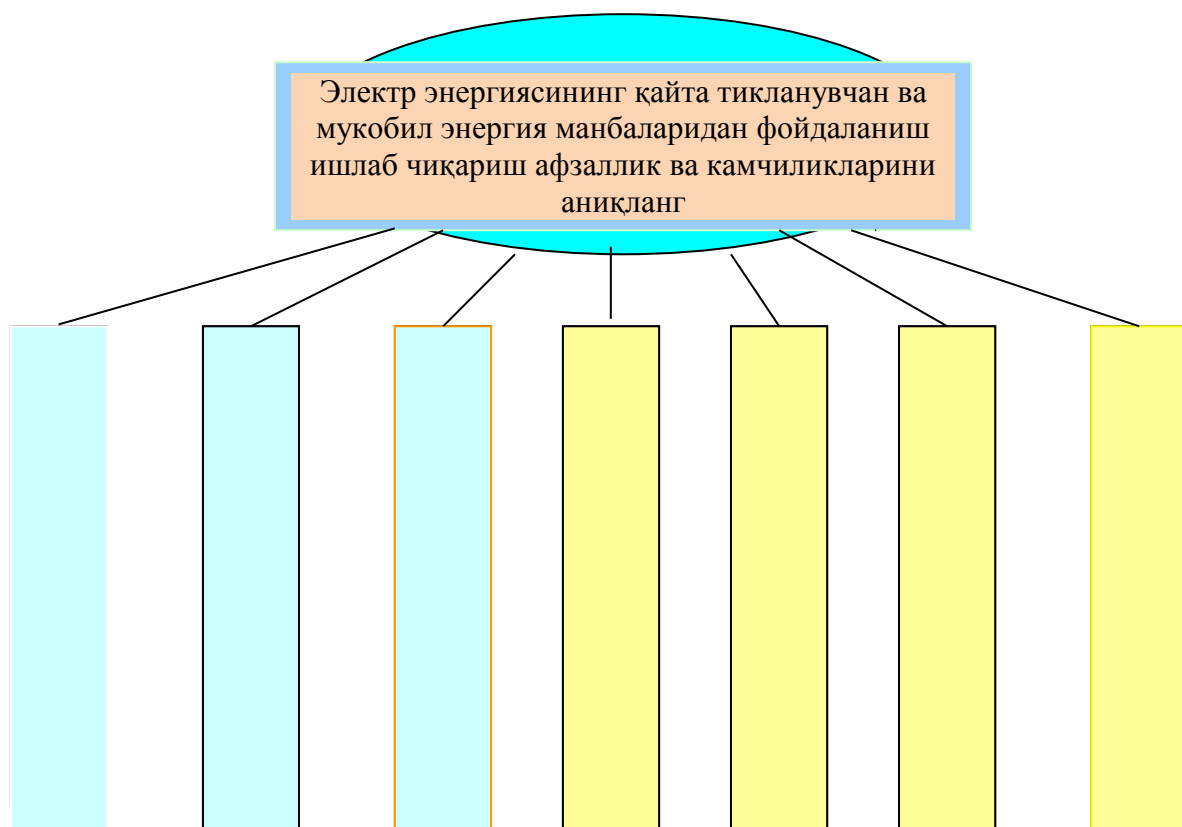 Электр энергиясининг қайта тикланувчан ва
мукобил энергия манбаларидан фойдаланиш
ишлаб чиқариш афзаллик ва камчиликларини
аниқланг